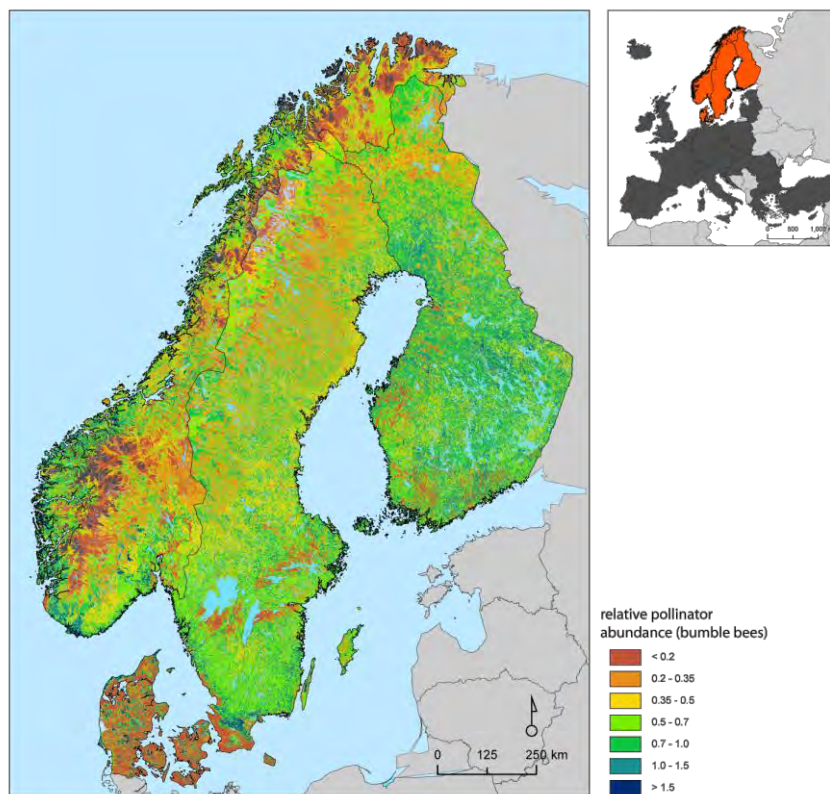 0 500 1,000
relative pollinator
abundance (bumble bees)
< 0.2
0.2 - 0.35
0.35 - 0.5
0.5 - 0.7
0.7 - 1.0
1.0 - 1.5
> 1.5
0 125 250 km